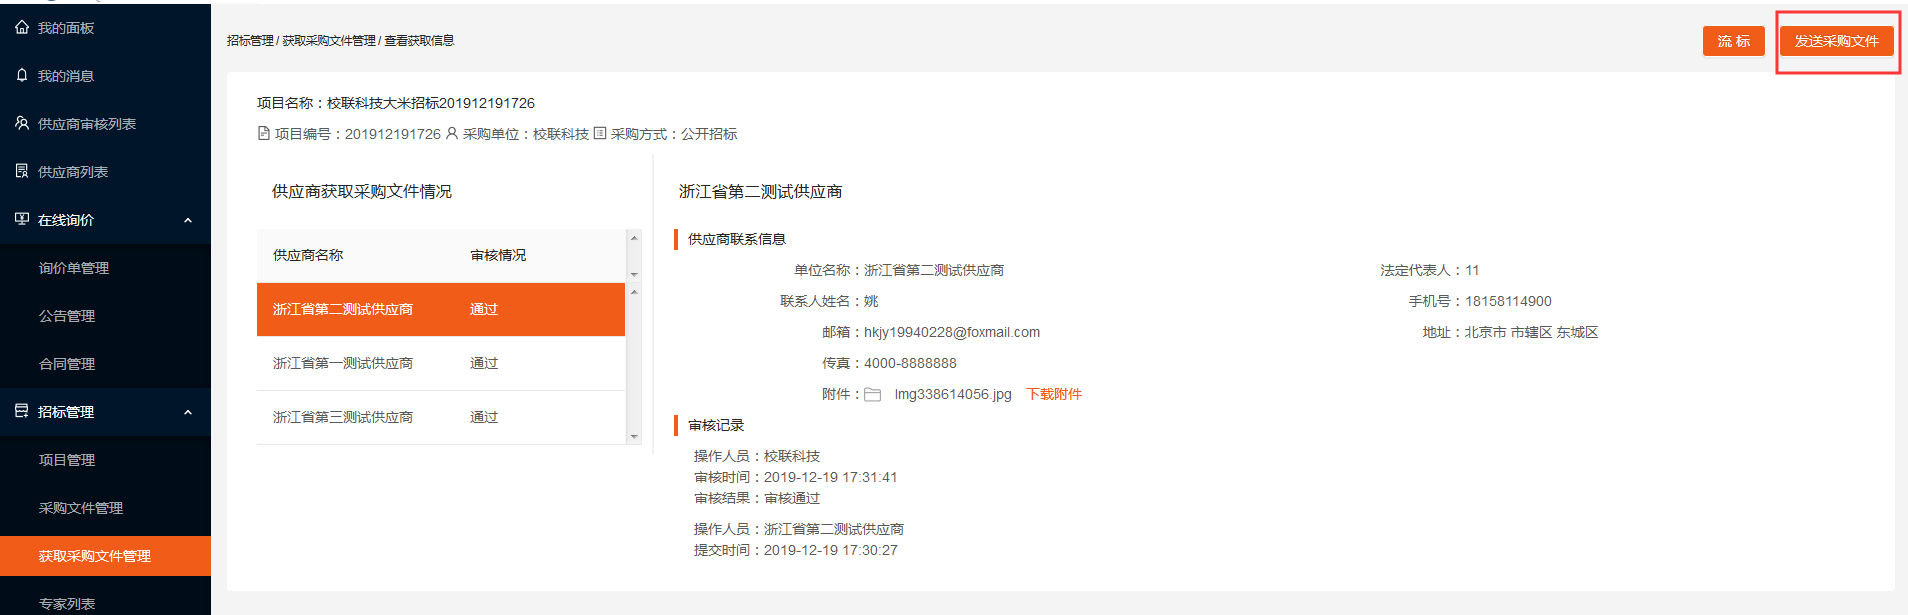 我的面板
我的消息
供应商审核列表
供应商列表
在线询价
询价单管理
公告管理
合同管理
招标管理
项目管理
采购文件管理
获取采购文件管理
专家列表
招标管理 / 获取采购文件管理 / 查看获取信息
流 标
发送采购文件
项目名称：校联科技大米招标201912191726
项目编号：201912191726 采购单位：校联科技 采购方式：公开招标
供应商获取采购文件情况
供应商名称 审核情况
浙江省第二测试供应商 通过
浙江省第一测试供应商 通过
浙江省第三测试供应商 通过
浙江省第二测试供应商
供应商联系信息
单位名称：浙江省第二测试供应商 法定代表人：11
联系人姓名：姚 手机号：18158114900
邮箱：hkjy19940228@foxmail.com 地址：北京市 市辖区 东城区
传真：4000-8888888
附件： lmg338614056.jpg 下载附件
审核记录
操作人员：校联科技
审核时间：2019-12-19 17:31:41
审核结果：审核通过
操作人员：浙江省第二测试供应商
提交时间：2019-12-19 17:30:27